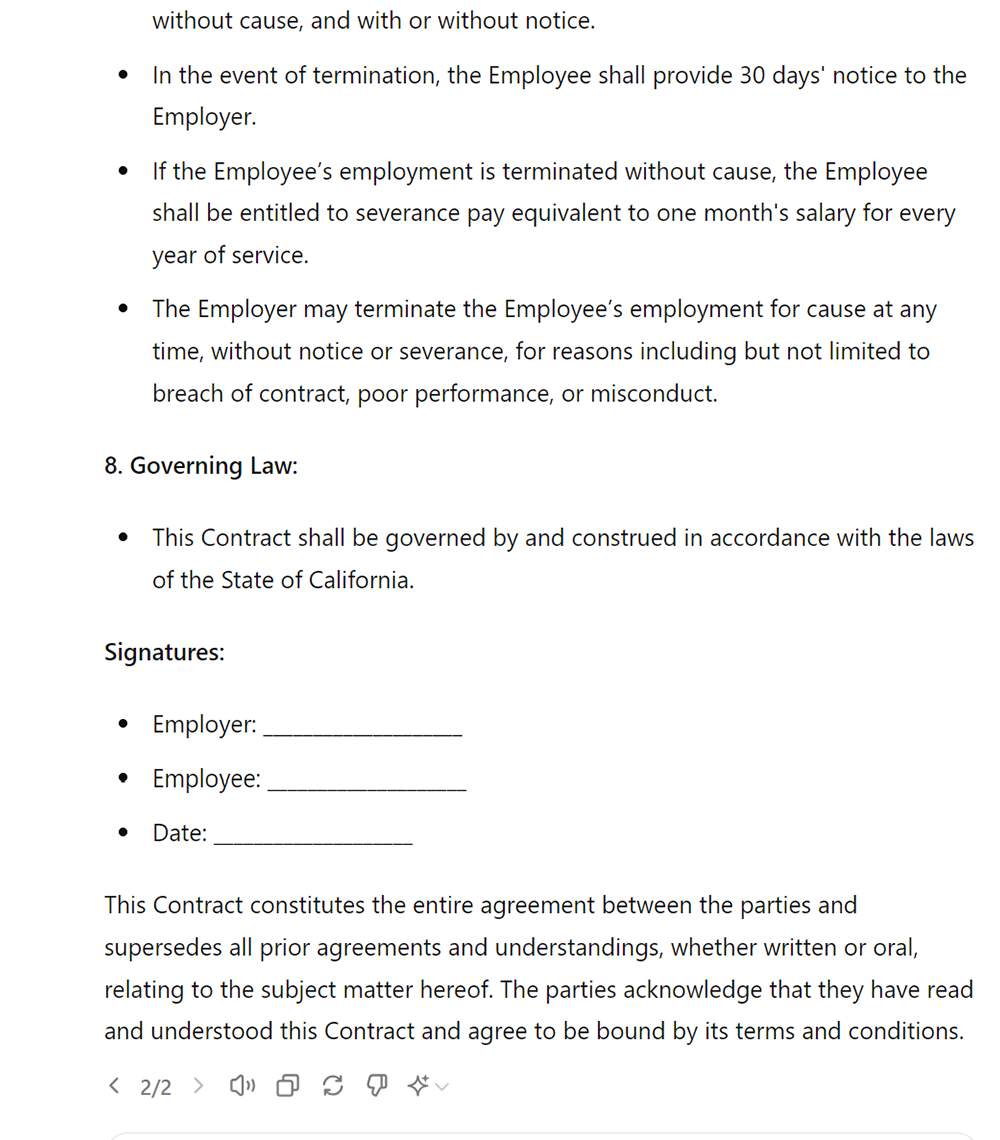 without cause, and with or without notice.
• In the event of termination, the Employee shall provide 30 days' notice to the
Employer.
• If the Employee’s employment is terminated without cause, the Employee
shall be entitled to severance pay equivalent to one month's salary for every
year of service.
• The Employer may terminate the Employee’s employment for cause at any
time, without notice or severance, for reasons including but not limited to
breach of contract, poor performance, or misconduct.
8. Governing Law:
• This Contract shall be governed by and construed in accordance with the laws
of the State of California.
Signatures:
• Employer: ____________________
• Employee: ____________________
• Date: ____________________
This Contract constitutes the entire agreement between the parties and
supersedes all prior agreements and understandings, whether written or oral,
relating to the subject matter hereof. The parties acknowledge that they have read
and understood this Contract and agree to be bound by its terms and conditions.
2/2